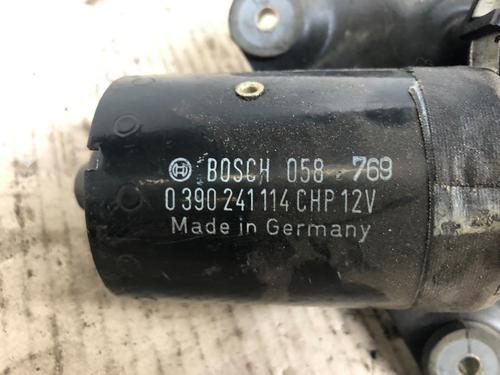 BOSCH 058 769
0 390 241 114 CHP 12V
Made in Germany